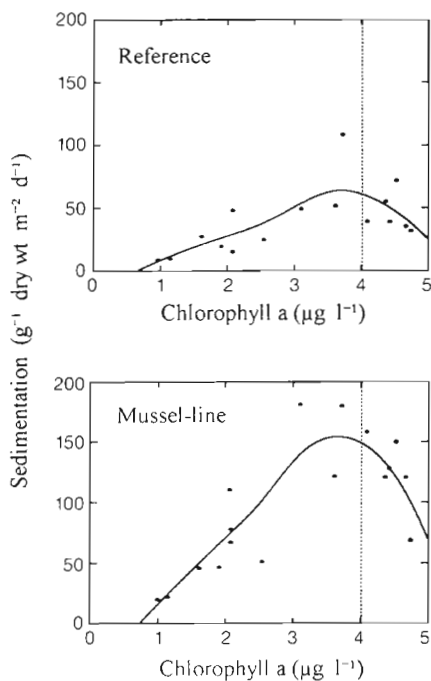 Sedimentation (g⁻¹ dry wt m⁻² d⁻¹)
200
Reference
150
100
50
0
0 1 2 3 4 5
Chlorophyll a (µg l⁻¹)
200
Mussel-line
150
100
50
0
0 1 2 3 4 5
Chlorophyll a (µg l⁻¹)